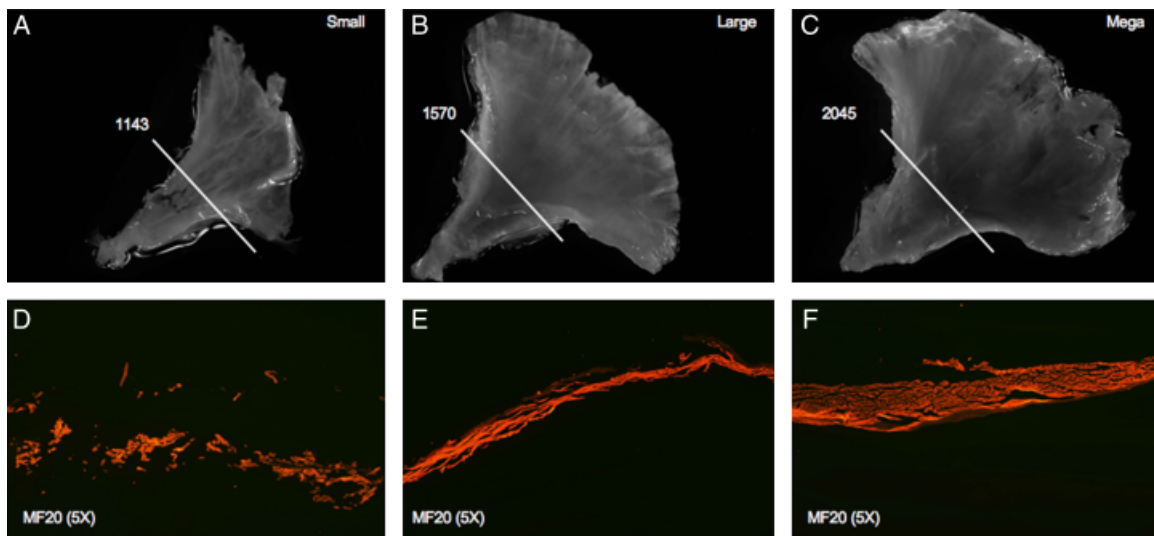 A
Small
1143
B
Large
1570
C
Mega
2045
D
MF20 (5X)
E
MF20 (5X)
F
MF20 (5X)